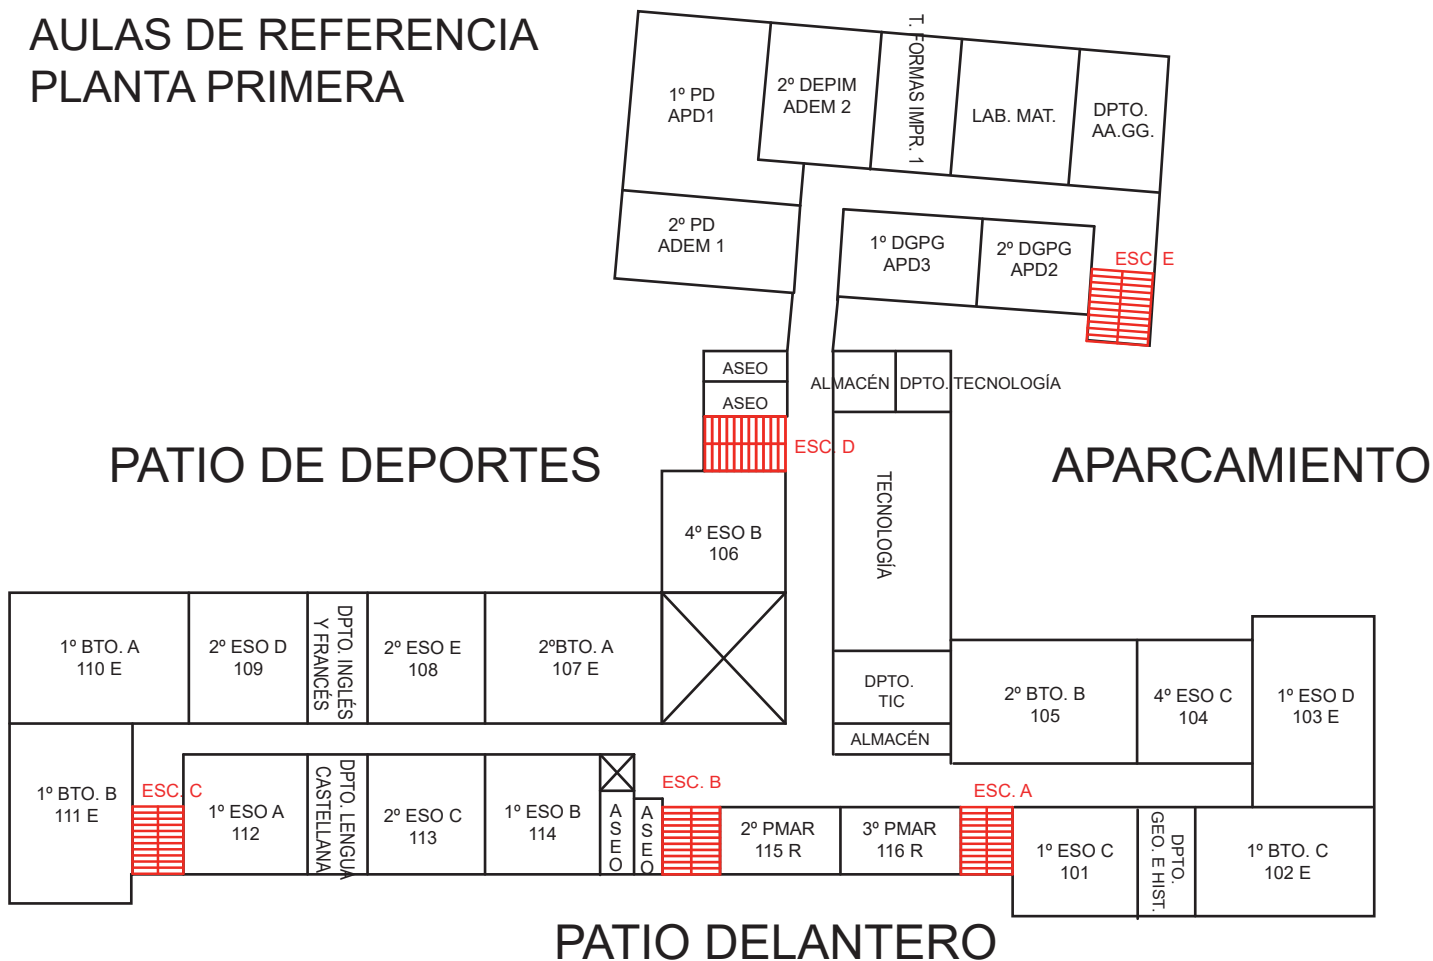 AULAS DE REFERENCIA
PLANTA PRIMERA
1º PD
APD1
2º DEPIM
ADEM 2
T. FORMAS IMPR. 1
LAB. MAT.
DPTO.
AA.GG.
2º PD
ADEM 1
1º DGPG
APD3
2º DGPG
APD2
ESC. E
ASEO
ASEO
ALMACÉN
DPTO. TECNOLOGÍA
ESC. D
PATIO DE DEPORTES
APARCAMIENTO
TECNOLOGÍA
4º ESO B
106
1º BTO. A
110 E
2º ESO D
109
DPTO. INGLÉS
Y FRANCÉS
2º ESO E
108
2ºBTO. A
107 E
DPTO.
TIC
ALMACÉN
2º BTO. B
105
4º ESO C
104
1º ESO D
103 E
1º BTO. B
111 E
ESC. C
1º ESO A
112
DPTO. LENGUA
CASTELLANA
2º ESO C
113
1º ESO B
114
ASEO
ASEO
ESC. B
2º PMAR
115 R
3º PMAR
116 R
ESC. A
1º ESO C
101
DPTO.
GEO. E HIST.
1º BTO. C
102 E
PATIO DELANTERO